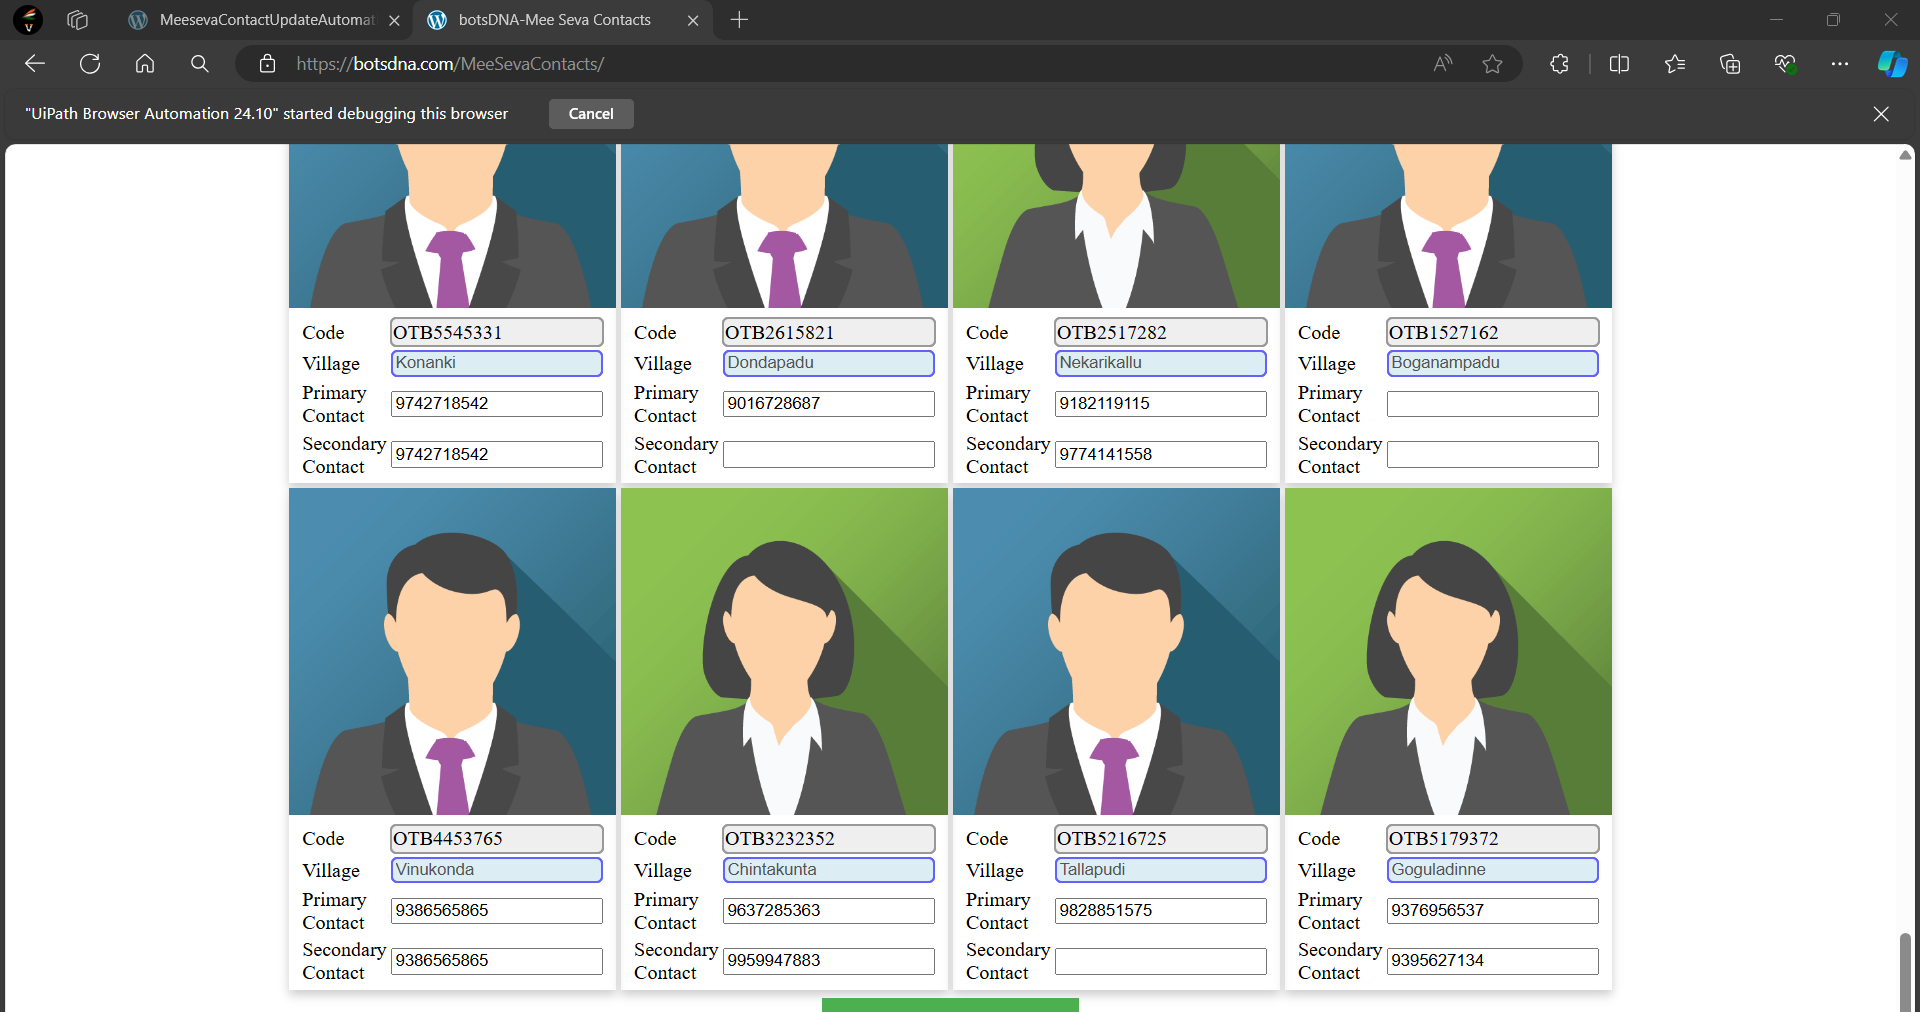 MeesevaContactUpdateAutomat
botsDNA-Mee Seva Contacts
https://botsdna.com/MeeSevaContacts/
"UiPath Browser Automation 24.10" started debugging this browser
Cancel
Code OTB5545331
Village Konanki
Primary Contact 9742718542
Secondary Contact 9742718542
Code OTB2615821
Village Dondapadu
Primary Contact 9016728687
Secondary Contact
Code OTB2517282
Village Nekarikallu
Primary Contact 9182119115
Secondary Contact 9774141558
Code OTB1527162
Village Boganampadu
Primary Contact
Secondary Contact
Code OTB4453765
Village Vinukonda
Primary Contact 9386565865
Secondary Contact 9386565865
Code OTB3232352
Village Chintakunta
Primary Contact 9637285363
Secondary Contact 9959947883
Code OTB5216725
Village Tallapudi
Primary Contact 9828851575
Secondary Contact
Code OTB5179372
Village Goguladinne
Primary Contact 9376956537
Secondary Contact 9395627134